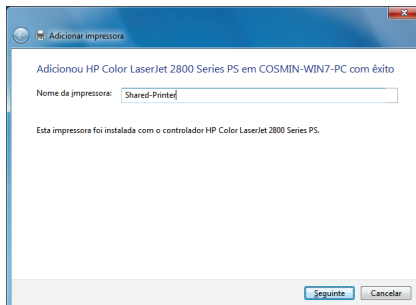 Adicionar impressora
Adicionou HP Color LaserJet 2800 Series PS em COSMIN-WIN7-PC com êxito
Nome da impressora: Shared-Printer
Esta impressora foi instalada com o controlador HP Color LaserJet 2800 Series PS.
Seguinte Cancelar